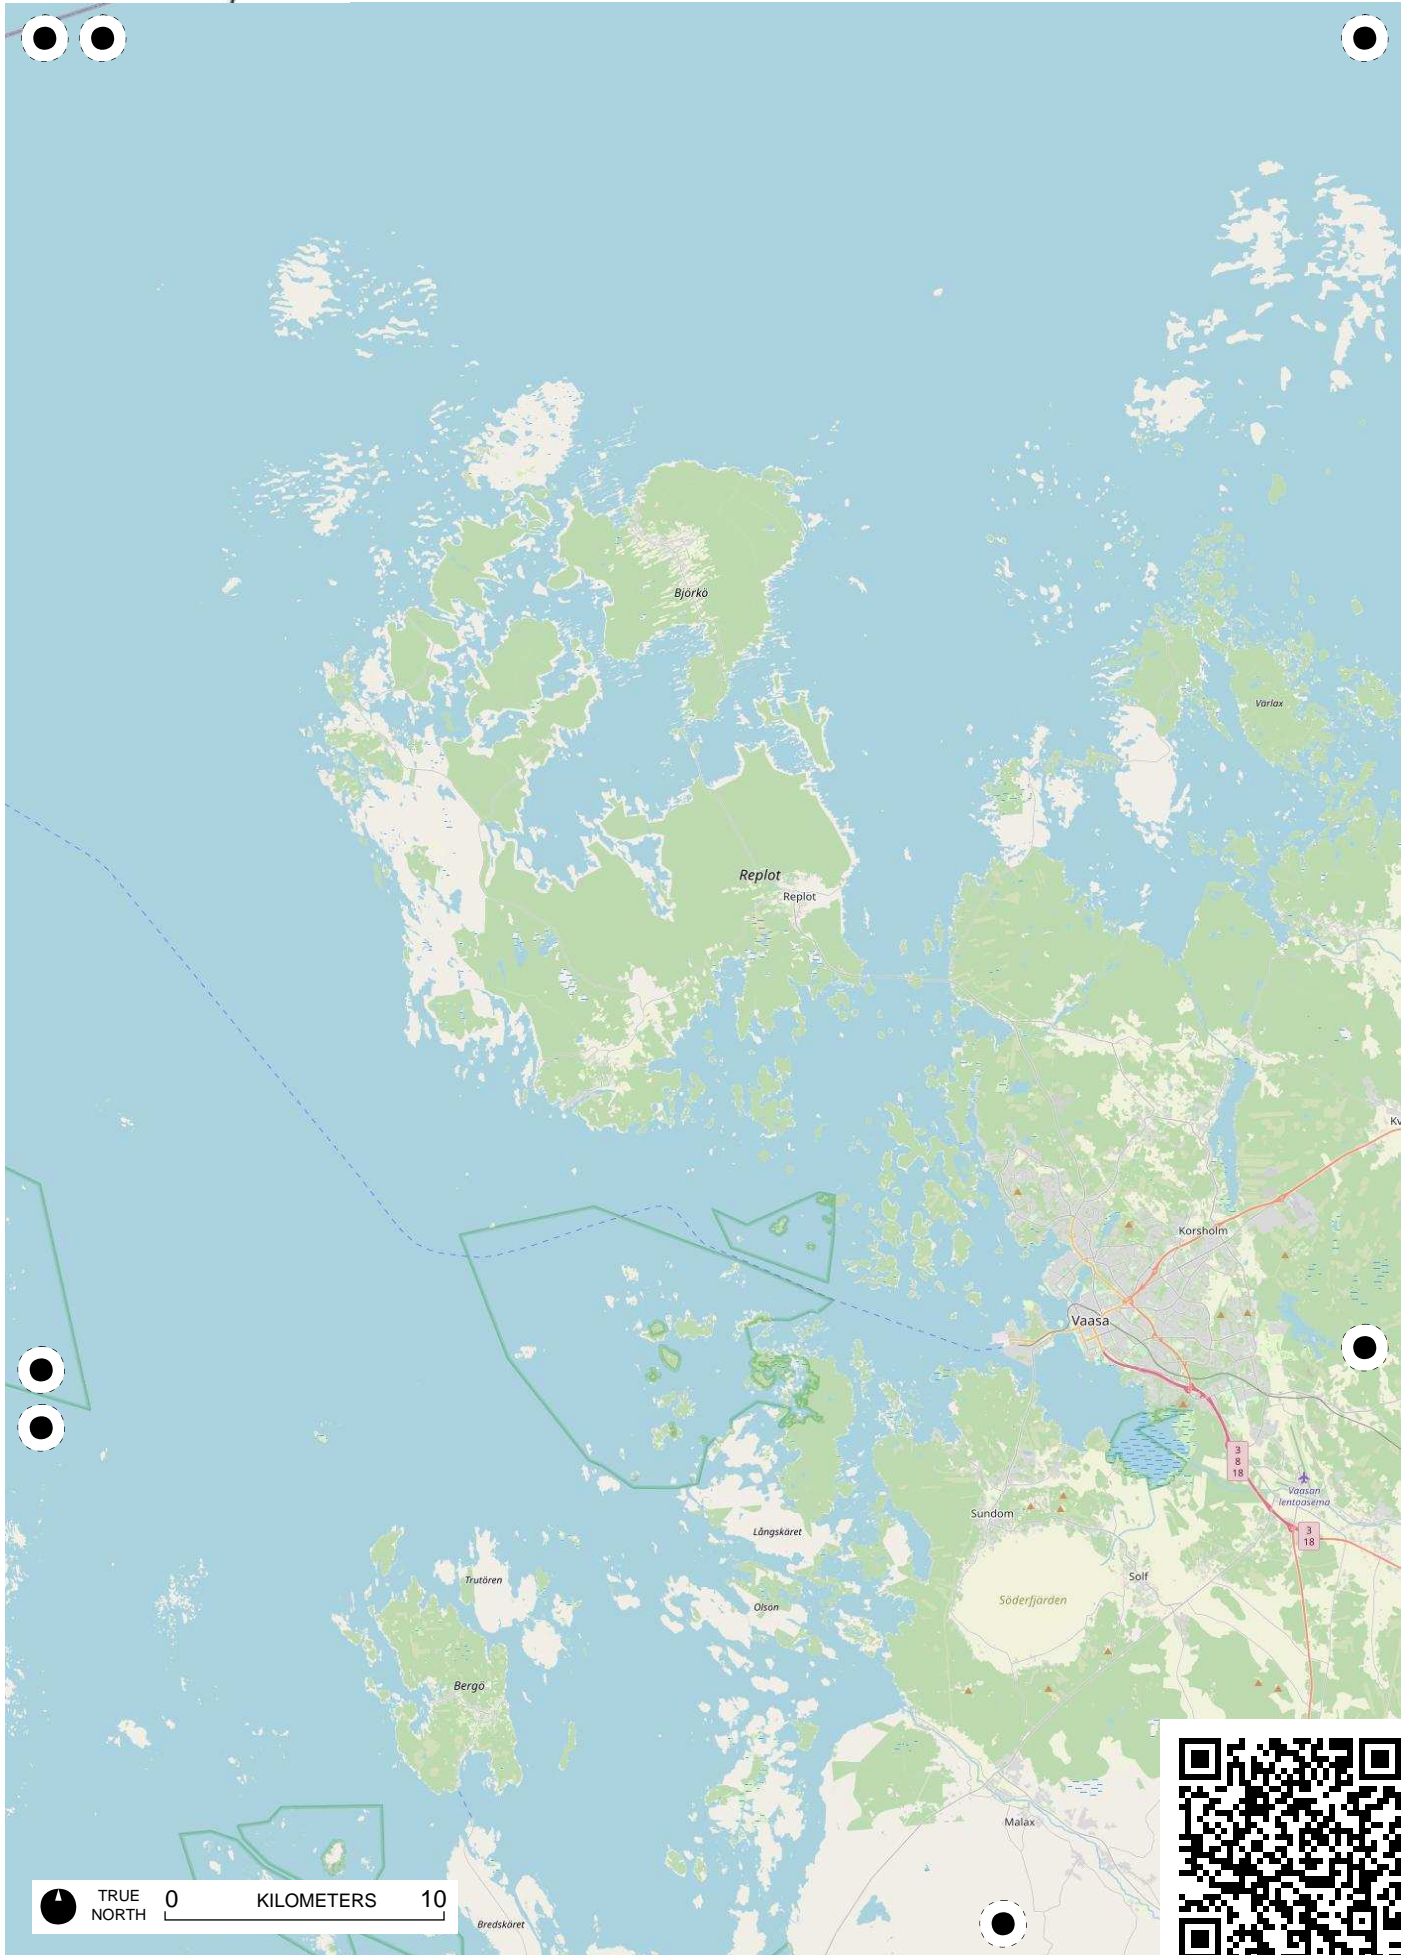 Björkö
Värlax
Replot
Replot
Korsholm
Vaasa
3
8
18
Vaasan
lentoasema
Sundom
3
18
Långskäret
Solf
Trutören
Söderfjärden
Olson
Bergö
Malax
TRUE
NORTH
0 KILOMETERS 10
Bredskäret